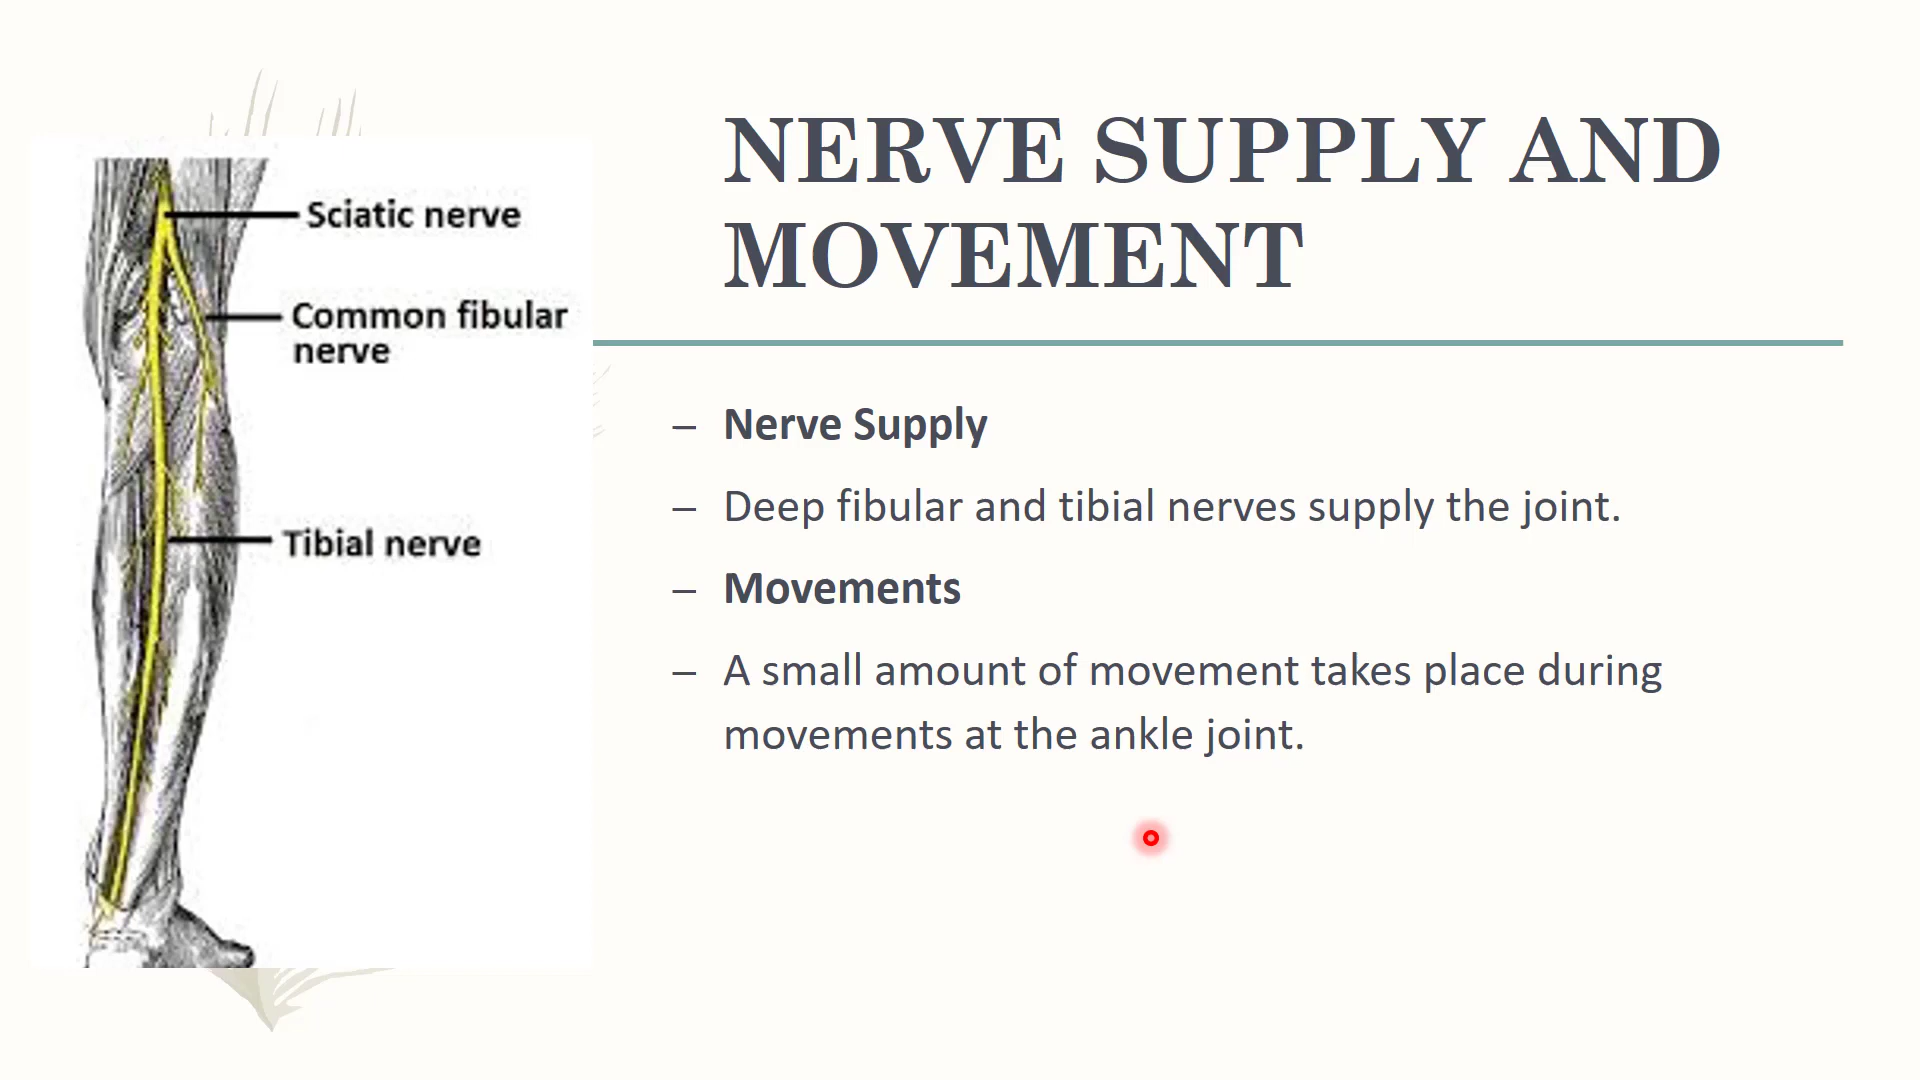 NERVE SUPPLY AND
MOVEMENT
Sciatic nerve
Common fibular
nerve
Tibial nerve
– Nerve Supply
– Deep fibular and tibial nerves supply the joint.
– Movements
– A small amount of movement takes place during
movements at the ankle joint.